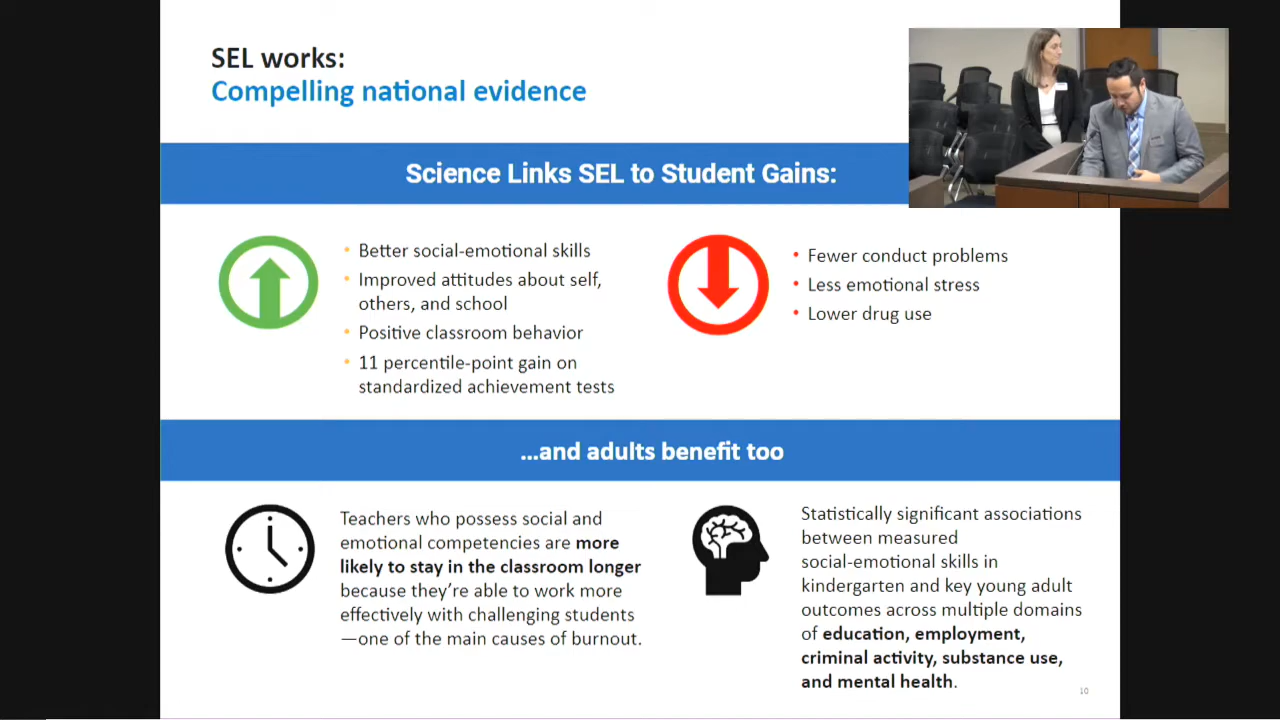 SEL works:
Compelling national evidence
Science Links SEL to Student Gains:
• Better social-emotional skills
• Improved attitudes about self,
others, and school
• Positive classroom behavior
• 11 percentile-point gain on
standardized achievement tests
• Fewer conduct problems
• Less emotional stress
• Lower drug use
...and adults benefit too
Teachers who possess social and
emotional competencies are more
likely to stay in the classroom longer
because they're able to work more
effectively with challenging students
—one of the main causes of burnout.
Statistically significant associations
between measured
social-emotional skills in
kindergarten and key young adult
outcomes across multiple domains
of education, employment,
criminal activity, substance use,
and mental health.
10